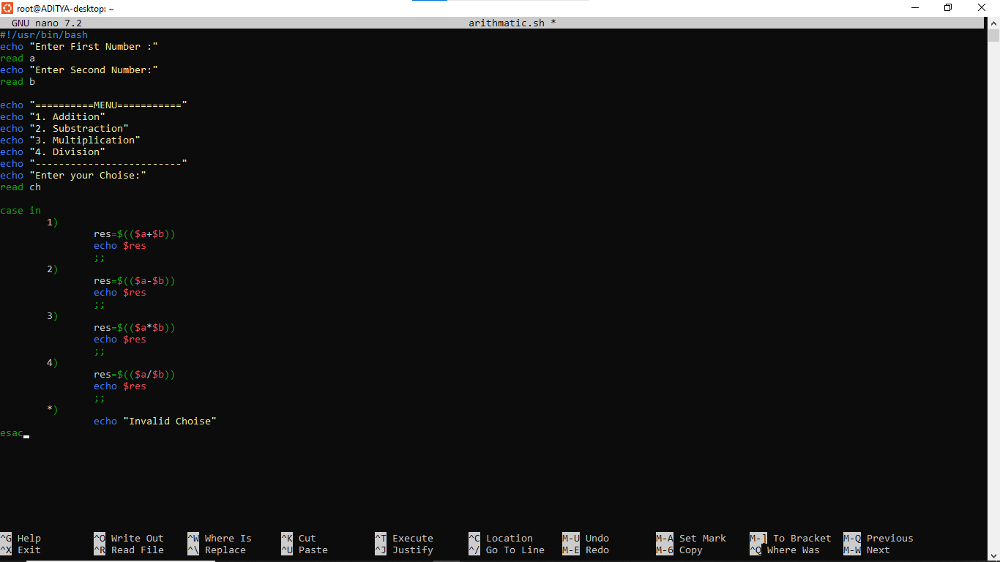 root@ADITYA-desktop: ~
GNU nano 7.2 arithmatic.sh *
#!/usr/bin/bash
echo "Enter First Number :"
read a
echo "Enter Second Number:"
read b
echo "==========MENU==========="
echo "1. Addition"
echo "2. Substraction"
echo "3. Multiplication"
echo "4. Division"
echo "-------------------------"
echo "Enter your Choise:"
read ch
case in
1)
res=$(($a+$b))
echo $res
;;
2)
res=$(($a-$b))
echo $res
;;
3)
res=$(($a*$b))
echo $res
;;
4)
res=$(($a/$b))
echo $res
;;
*)
echo "Invalid Choise"
esac
^G Help ^O Write Out ^W Where Is ^K Cut ^T Execute ^C Location M-U Undo M-A Set Mark M-] To Bracket M-Q Previous
^X Exit ^R Read File ^\ Replace ^U Paste ^J Justify ^/ Go To Line M-E Redo M-6 Copy ^Q Where Was M-W Next